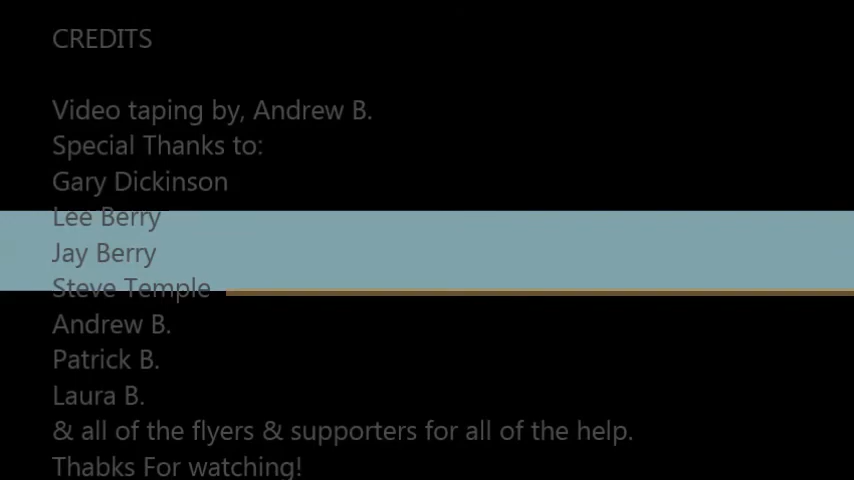 CREDITS
Video taping by, Andrew B.
Special Thanks to:
Gary Dickinson
Lee Berry
Jay Berry
Steve Temple
Andrew B.
Patrick B.
Laura B.
& all of the flyers & supporters for all of the help.
Thabks For watching!